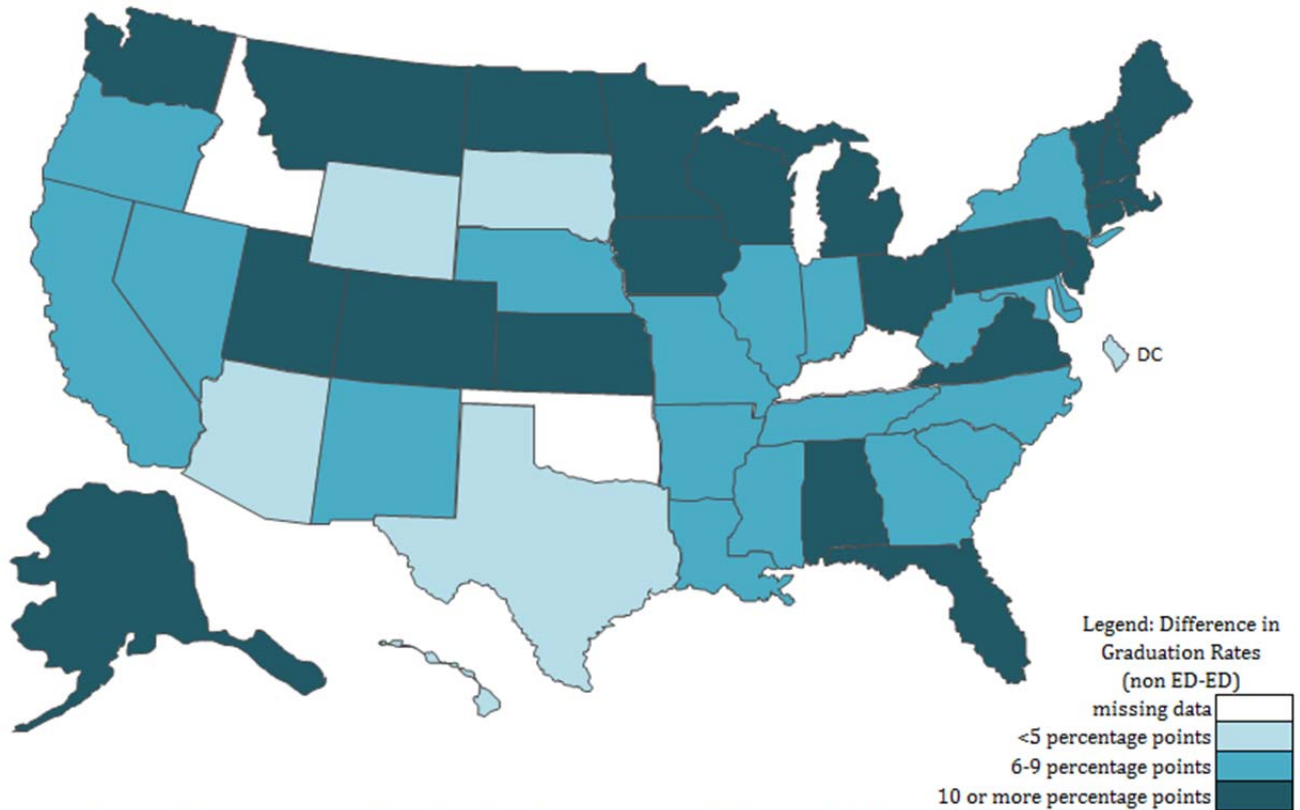 DC
Legend: Difference in
Graduation Rates
(non ED-ED)
missing data
<5 percentage points
6-9 percentage points
10 or more percentage points